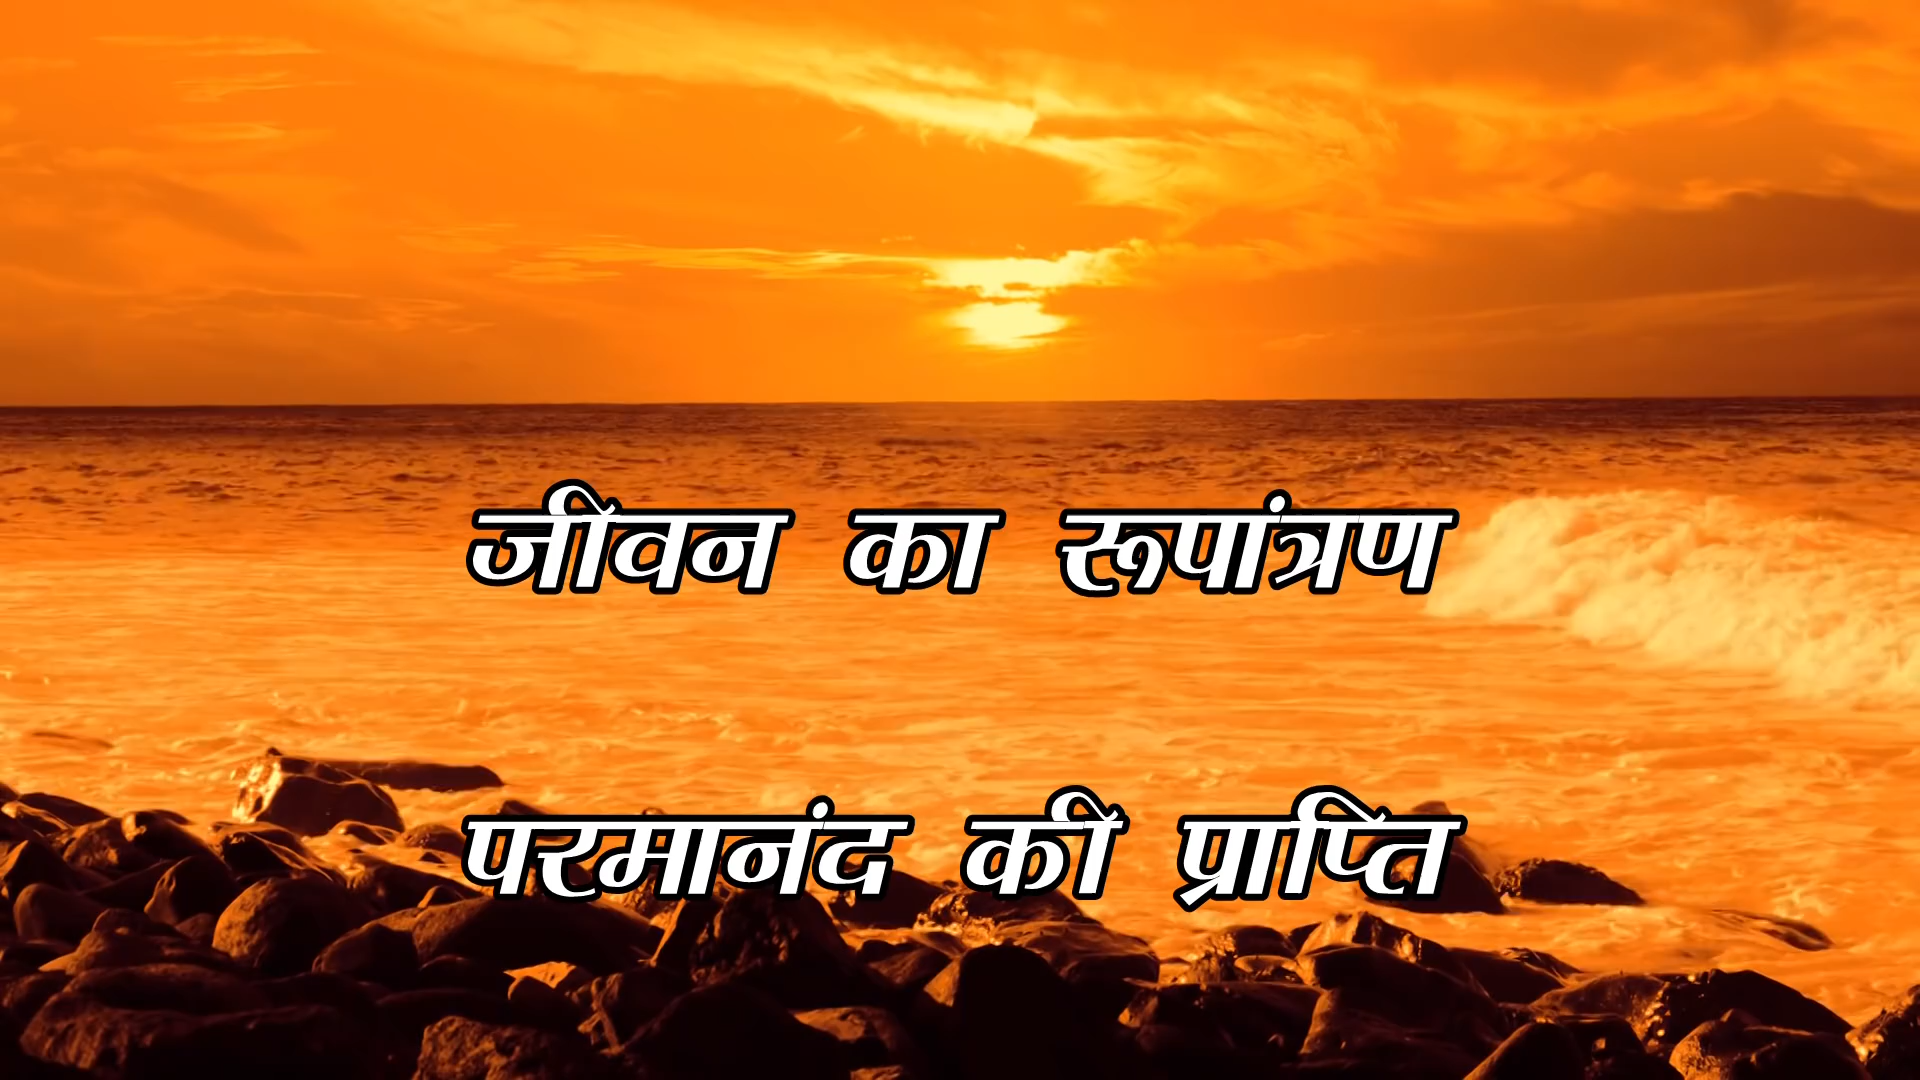 जीवन का रूपांत्रण
परमानंद की प्राप्ति